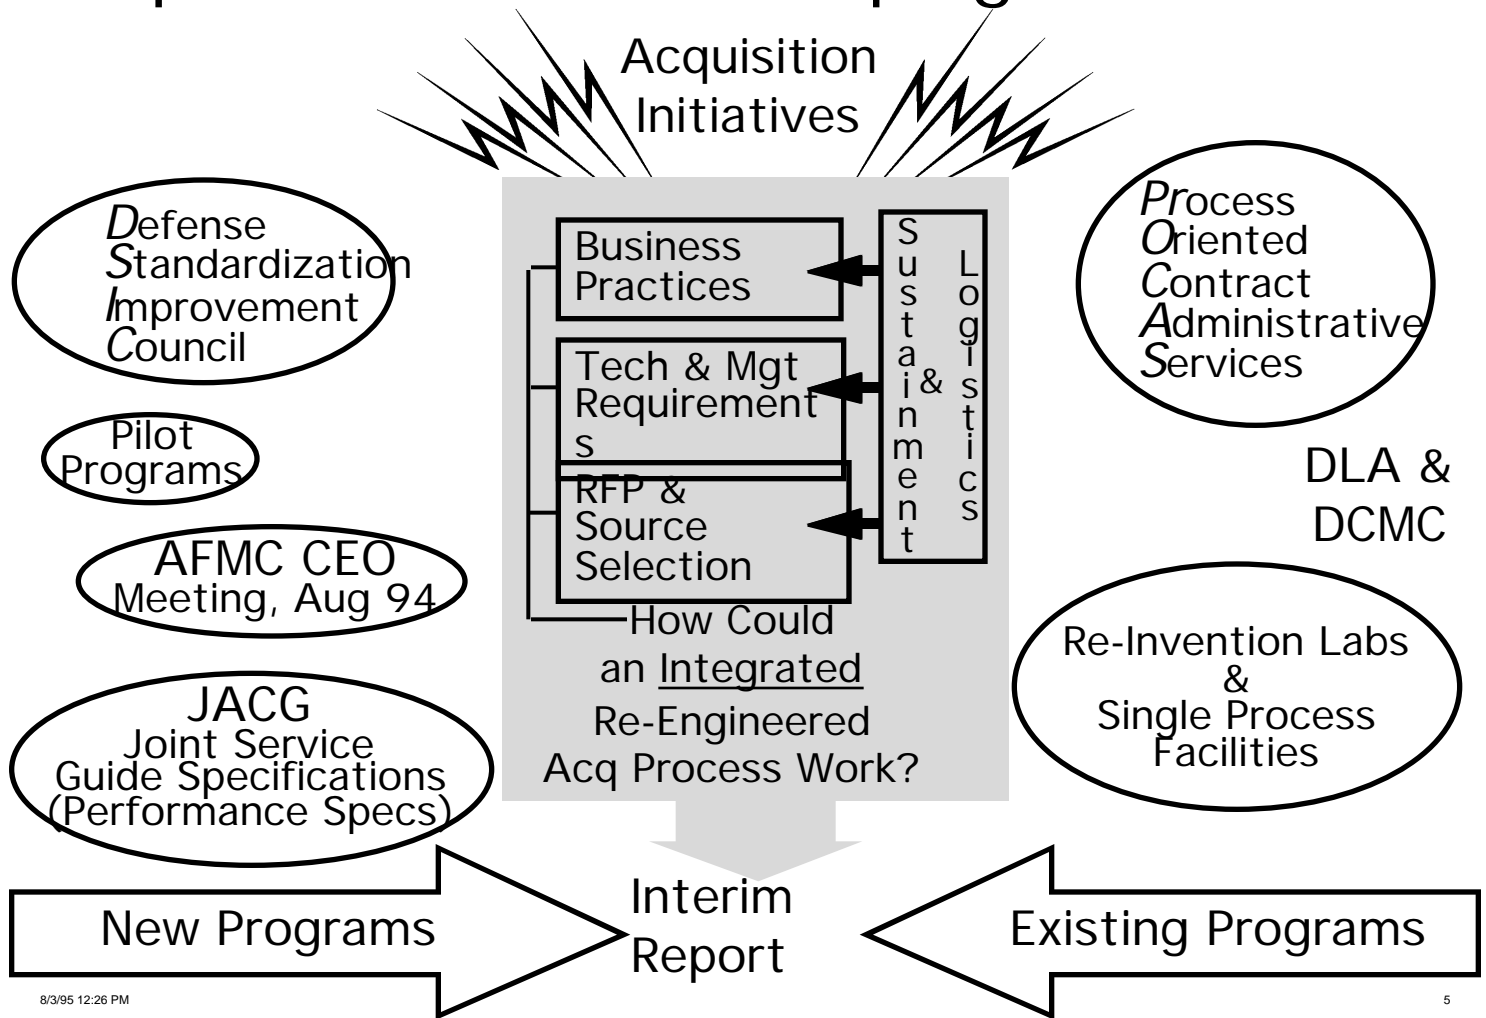 Acquisition
Initiatives
Defense
Standardization
Improvement
Council
Pilot
Programs
AFMC CEO
Meeting, Aug 94
JACG
Joint Service
Guide Specifications
(Performance Specs)
Business
Practices
Tech & Mgt
Requirement
s
RFP &
Source
Selection
Sustainment
&
Logistics
How Could
an Integrated
Re-Engineered
Acq Process Work?
Process
Oriented
Contract
Administrative
Services
DLA &
DCMC
Re-Invention Labs
&
Single Process
Facilities
New Programs
Interim
Report
Existing Programs
8/3/95 12:26 PM
5